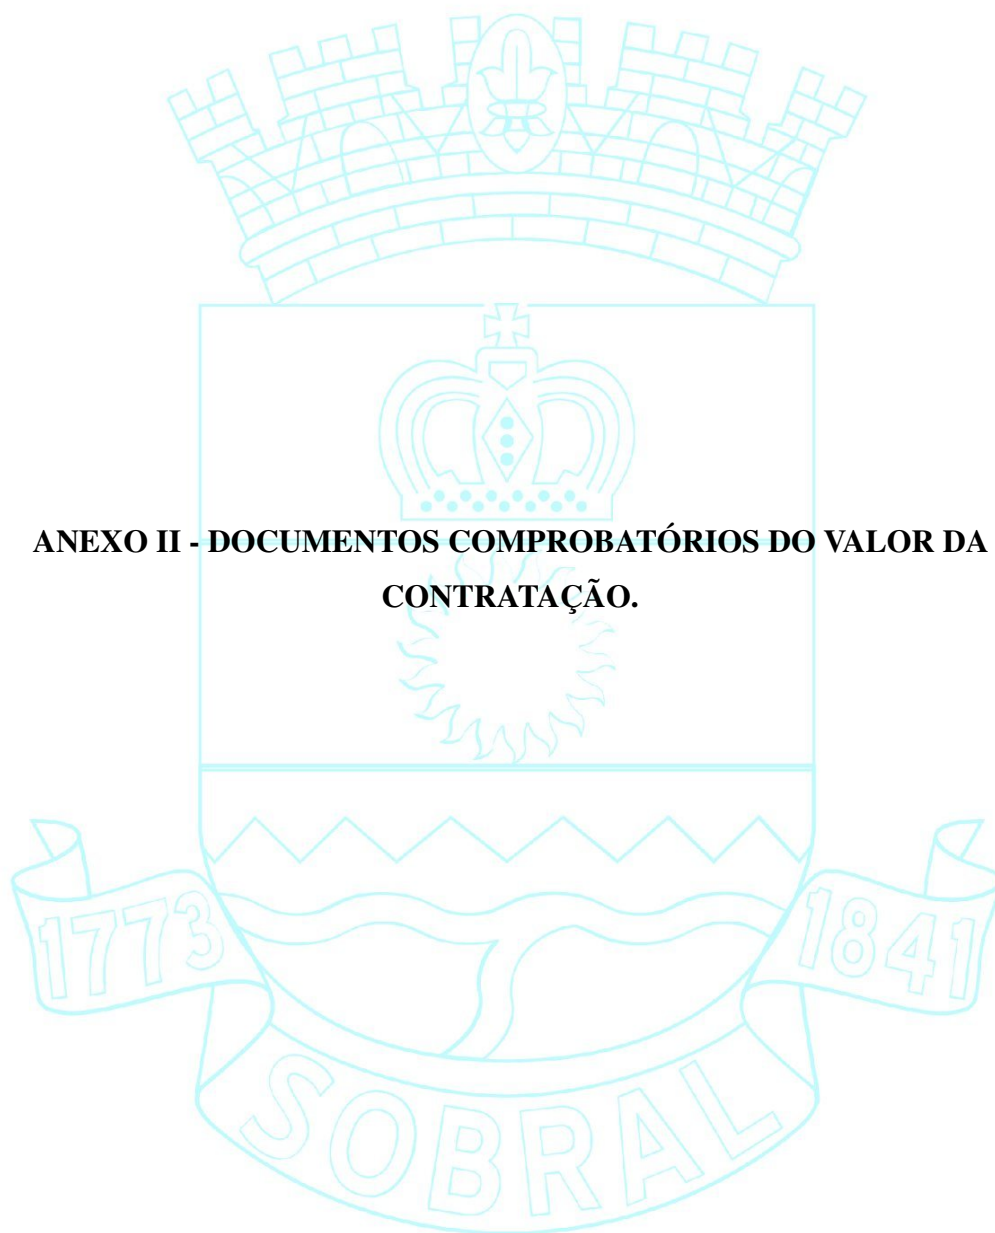 ANEXO II - DOCUMENTOS COMPROBATÓRIOS DO VALOR DA
CONTRATAÇÃO.
1773
1841
SOBRAL